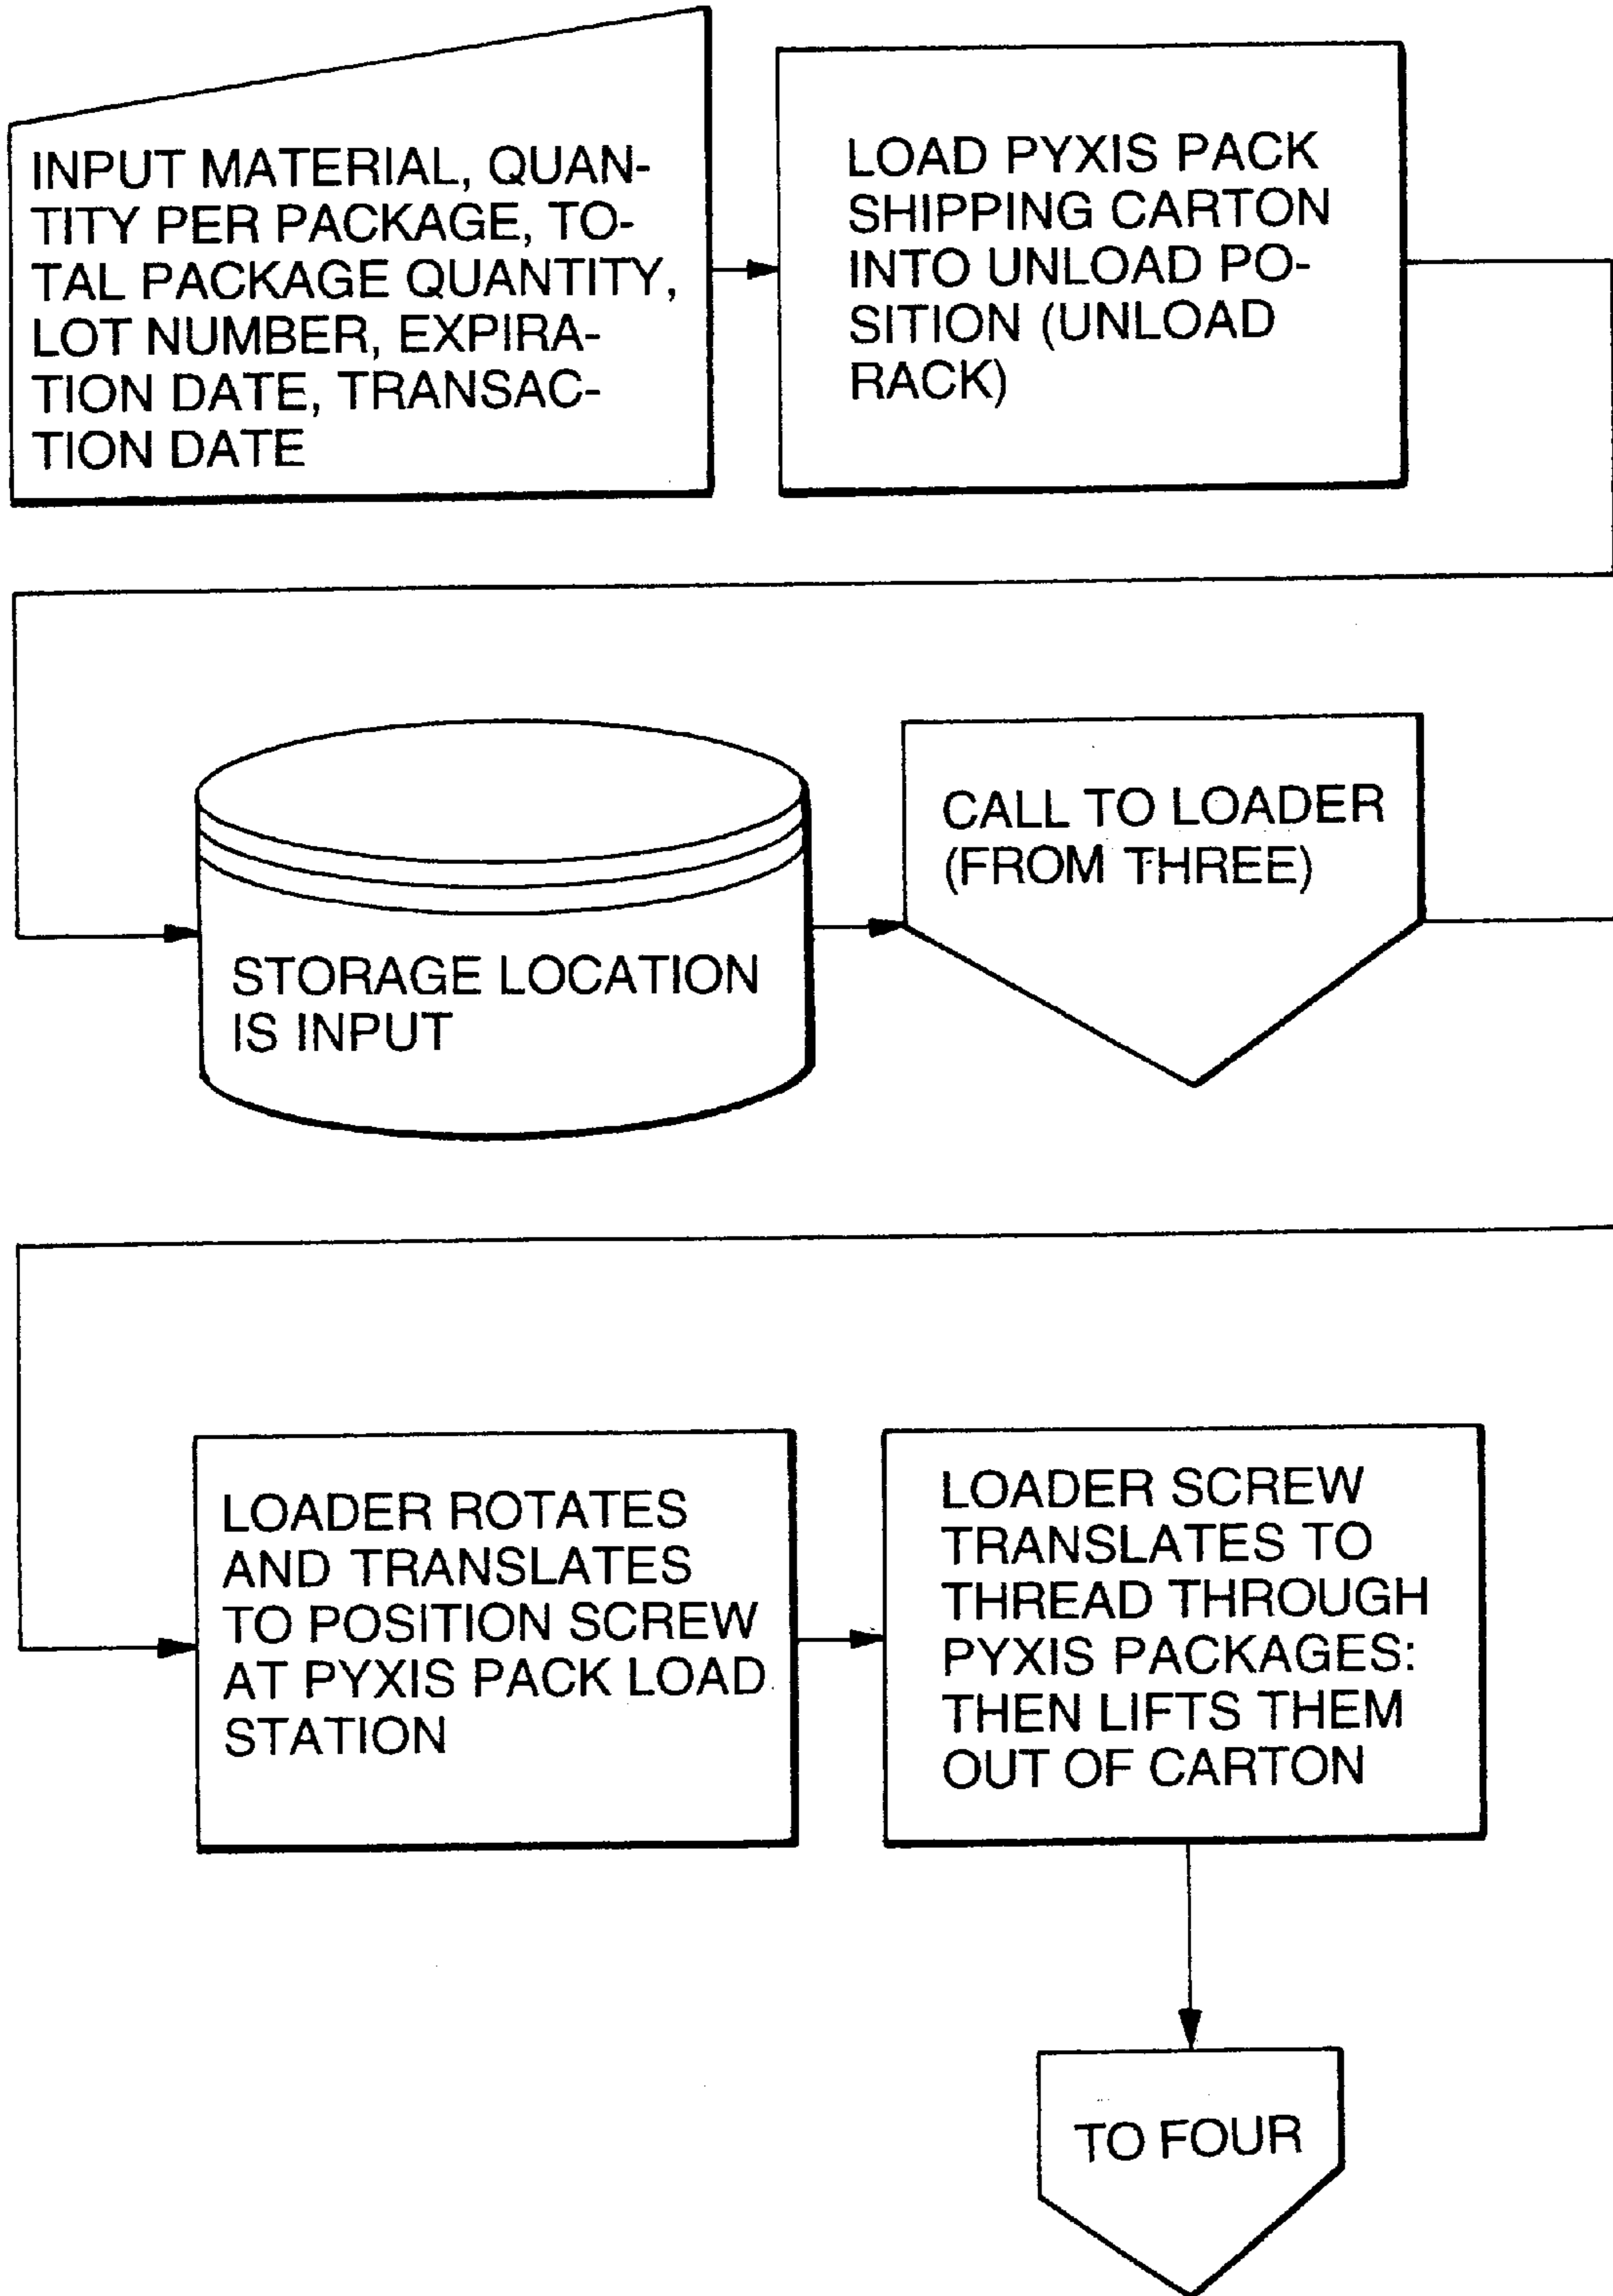 INPUT MATERIAL, QUAN-
TITY PER PACKAGE, TO-
TAL PACKAGE QUANTITY,
LOT NUMBER, EXPIRA-
TION DATE, TRANSAC-
TION DATE
LOAD PYXIS PACK
SHIPPING CARTON
INTO UNLOAD PO-
SITION (UNLOAD
RACK)
STORAGE LOCATION
IS INPUT
CALL TO LOADER
(FROM THREE)
LOADER ROTATES
AND TRANSLATES
TO POSITION SCREW
AT PYXIS PACK LOAD
STATION
LOADER SCREW
TRANSLATES TO
THREAD THROUGH
PYXIS PACKAGES:
THEN LIFTS THEM
OUT OF CARTON
TO FOUR